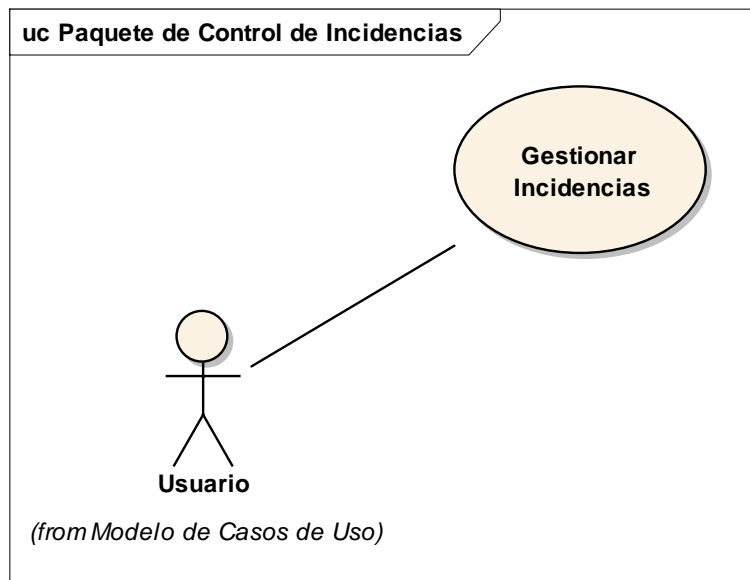 uc Paquete de Control de Incidencias
Gestionar
Incidencias
Usuario
(from Modelo de Casos de Uso)